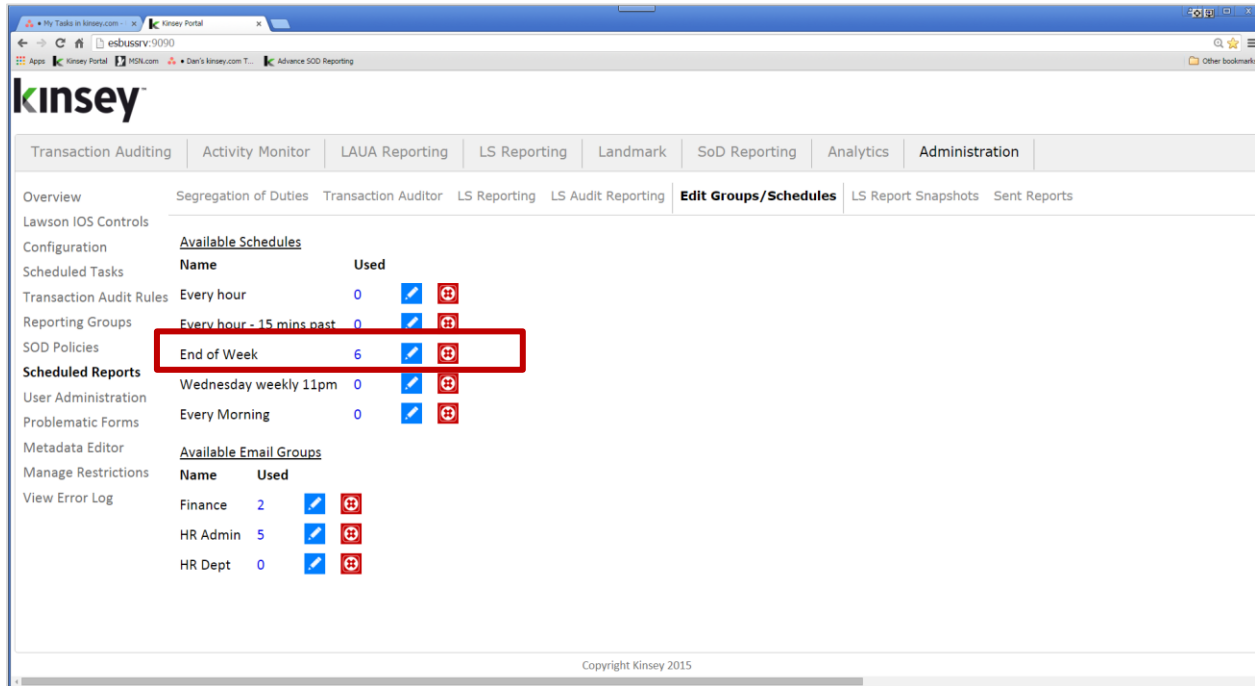 • My Tasks in kinsey.com -
Kinsey Portal
esbussrv:9090
Apps Kinsey Portal MSN.com • Dan's kinsey.com T... Advance SOD Reporting Other bookmarks
kinsey™
Transaction Auditing Activity Monitor LAUA Reporting LS Reporting Landmark SoD Reporting Analytics Administration
Segregation of Duties Transaction Auditor LS Reporting LS Audit Reporting Edit Groups/Schedules LS Report Snapshots Sent Reports
Overview
Lawson IOS Controls
Configuration
Scheduled Tasks
Transaction Audit Rules
Reporting Groups
SOD Policies
Scheduled Reports
User Administration
Problematic Forms
Metadata Editor
Manage Restrictions
View Error Log
Available Schedules
Name Used
Every hour 0
Every hour - 15 mins past 0
End of Week 6
Wednesday weekly 11pm 0
Every Morning 0
Available Email Groups
Name Used
Finance 2
HR Admin 5
HR Dept 0
Copyright Kinsey 2015